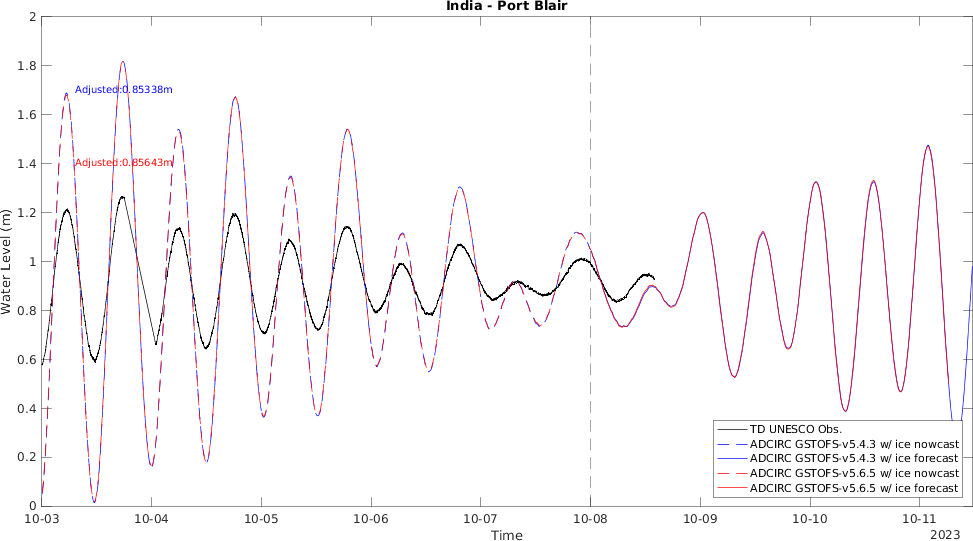 India - Port Blair
2
1.8
1.6
1.4
1.2
1
0.8
0.6
0.4
0.2
0
Water Level (m)
Adjusted:0.85338m
Adjusted:0.85643m
TD UNESCO Obs.
ADCIRC GSTOFS-v5.4.3 w/ ice nowcast
ADCIRC GSTOFS-v5.4.3 w/ ice forecast
ADCIRC GSTOFS-v5.6.5 w/ ice nowcast
ADCIRC GSTOFS-v5.6.5 w/ ice forecast
10-03 10-04 10-05 10-06 10-07 10-08 10-09 10-10 10-11
Time
2023